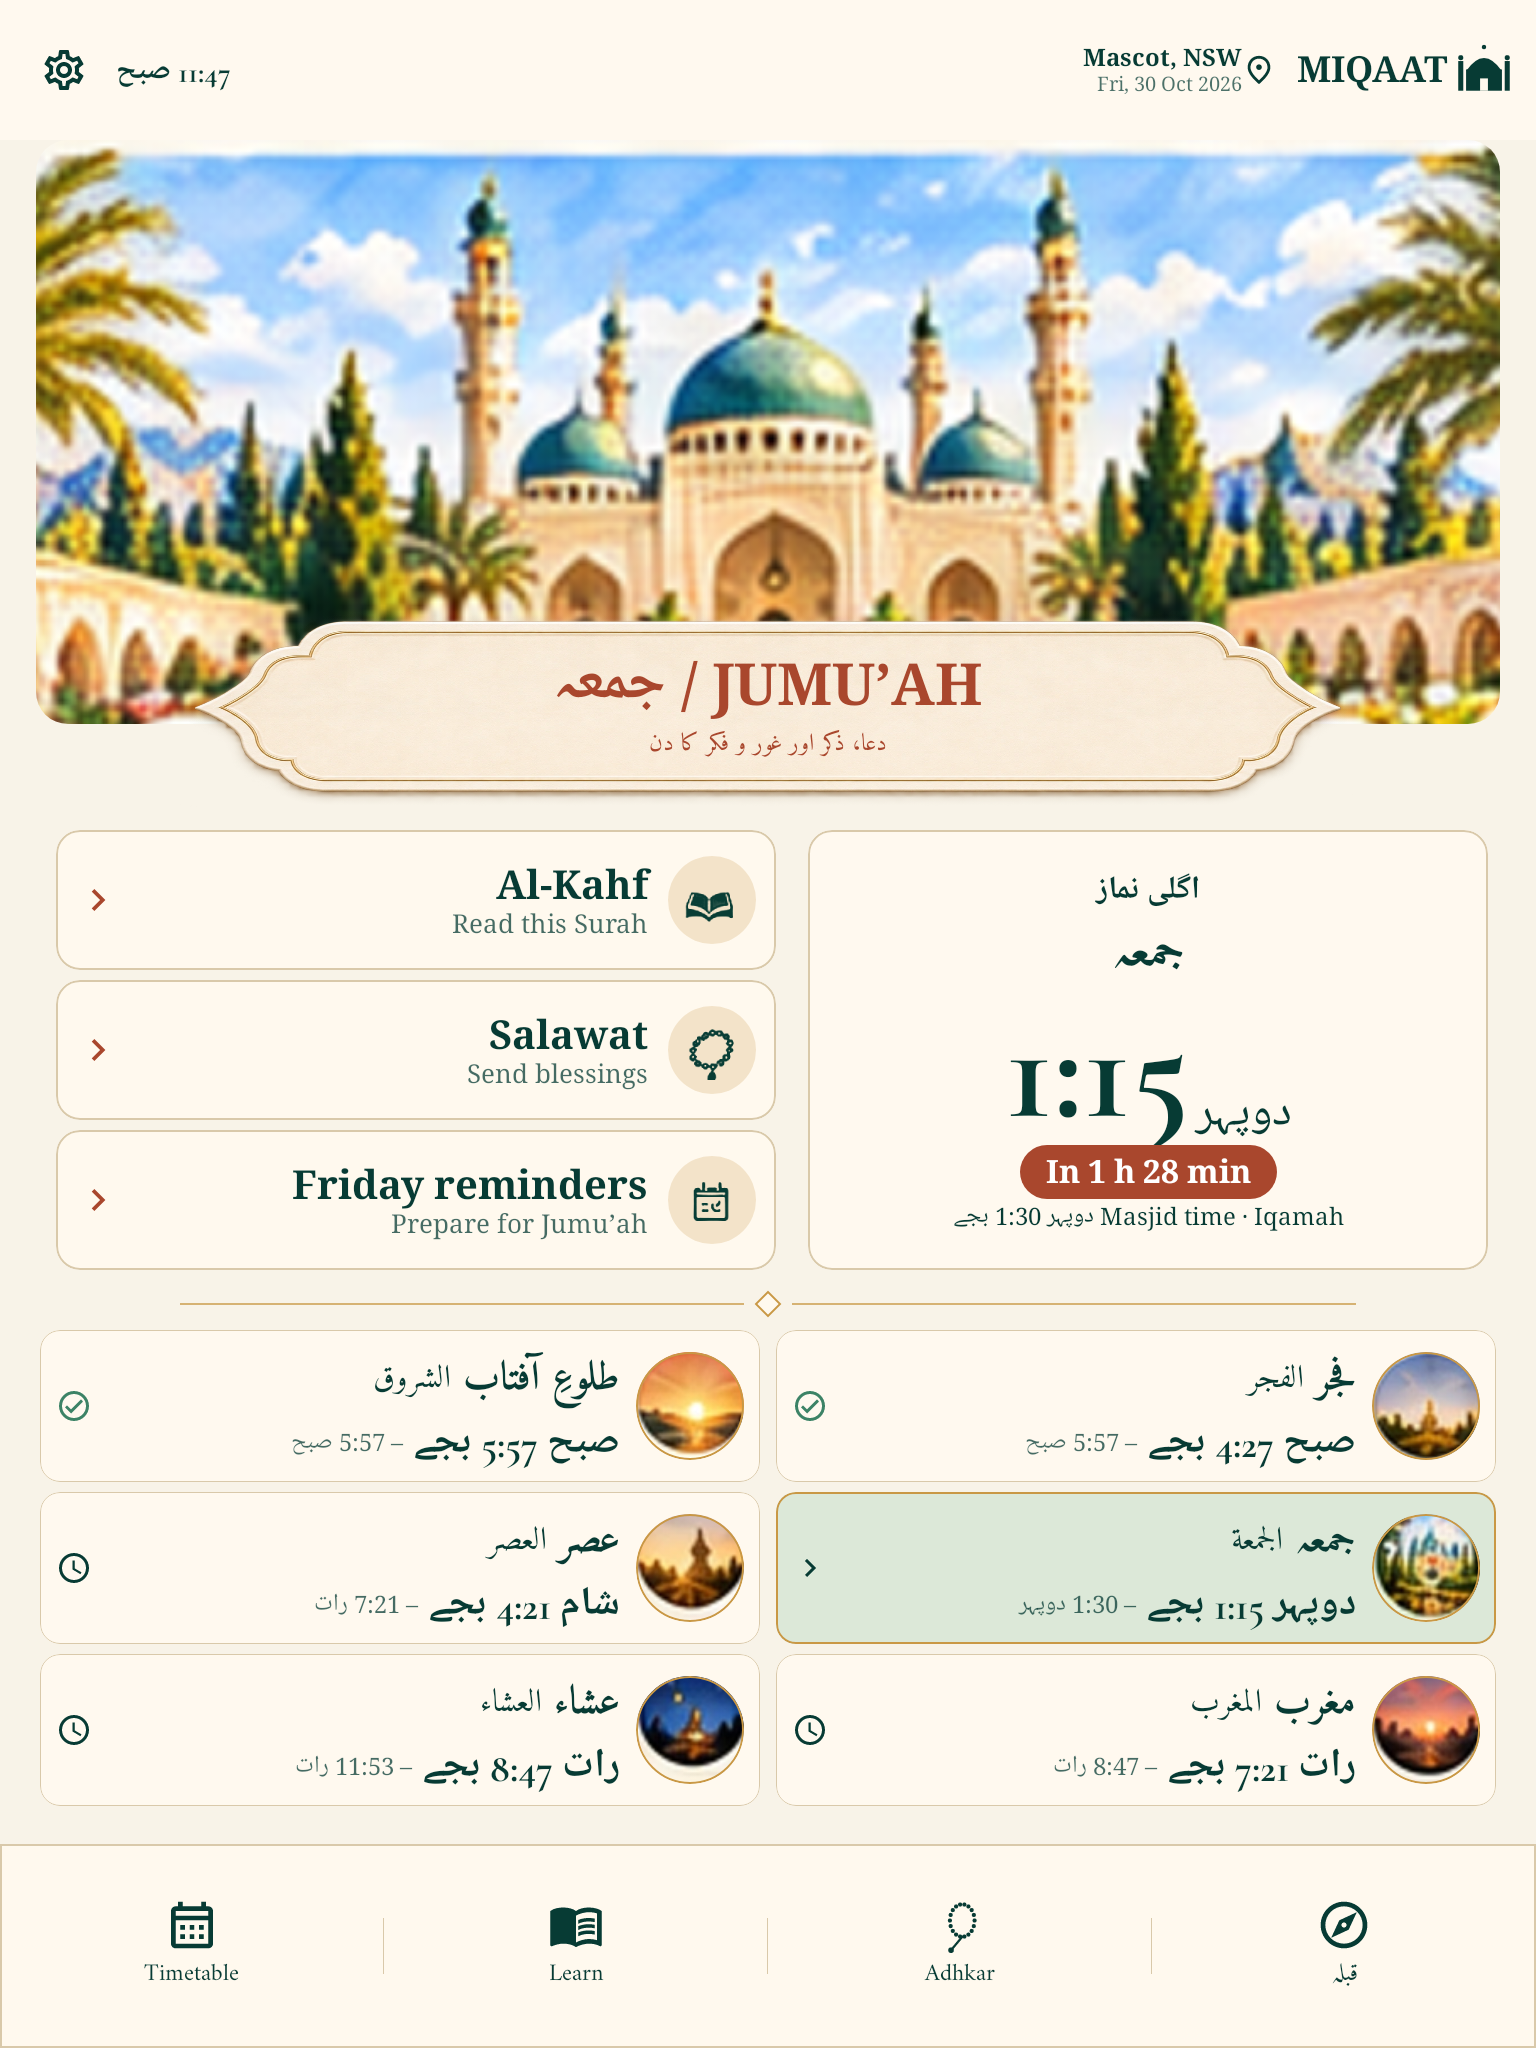 MIQAAT
Mascot, NSW
Fri, 30 Oct 2026
11:47 صبح
جمعہ / JUMU’AH
دعا، ذکر اور غور و فکر کا دن
اگلی نماز
جمعہ
1:15 دوپہر
In 1 h 28 min
Masjid time · Iqamah دوپہر 1:30 بجے
Al-Kahf
Read this Surah
Salawat
Send blessings
Friday reminders
Prepare for Jumu’ah
فجر الفجر
صبح 4:27 بجے – 5:57 صبح
طلوعِ آفتاب الشروق
صبح 5:57 بجے – 5:57 صبح
جمعہ الجمعة
دوپہر 1:15 بجے – 1:30 دوپہر
عصر العصر
شام 4:21 بجے – 7:21 رات
مغرب المغرب
رات 7:21 بجے – 8:47 رات
عشاء العشاء
رات 8:47 بجے – 11:53 رات
قبلہ
Adhkar
Learn
Timetable